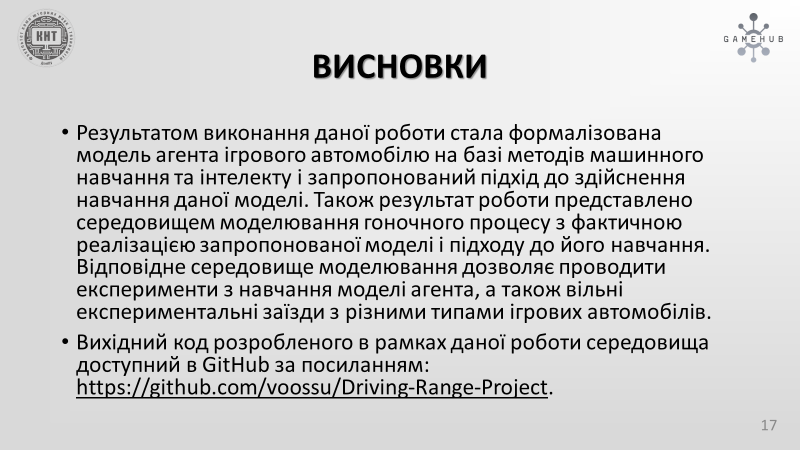 КНТ
GAMEHUB
ВИСНОВКИ
• Результатом виконання даної роботи стала формалізована
модель агента ігрового автомобілю на базі методів машинного
навчання та інтелекту і запропонований підхід до здійснення
навчання даної моделі. Також результат роботи представлено
середовищем моделювання гоночного процесу з фактичною
реалізацією запропонованої моделі і підходу до його навчання.
Відповідне середовище моделювання дозволяє проводити
експерименти з навчання моделі агента, а також вільні
експериментальні заїзди з різними типами ігрових автомобілів.
• Вихідний код розробленого в рамках даної роботи середовища
доступний в GitHub за посиланням:
https://github.com/voossu/Driving-Range-Project.
17